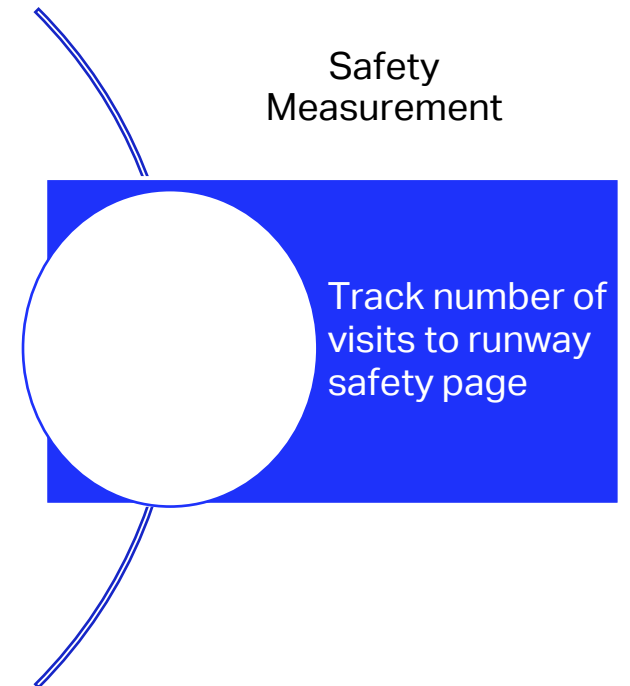 Safety
Measurement
Track number of
visits to runway
safety page